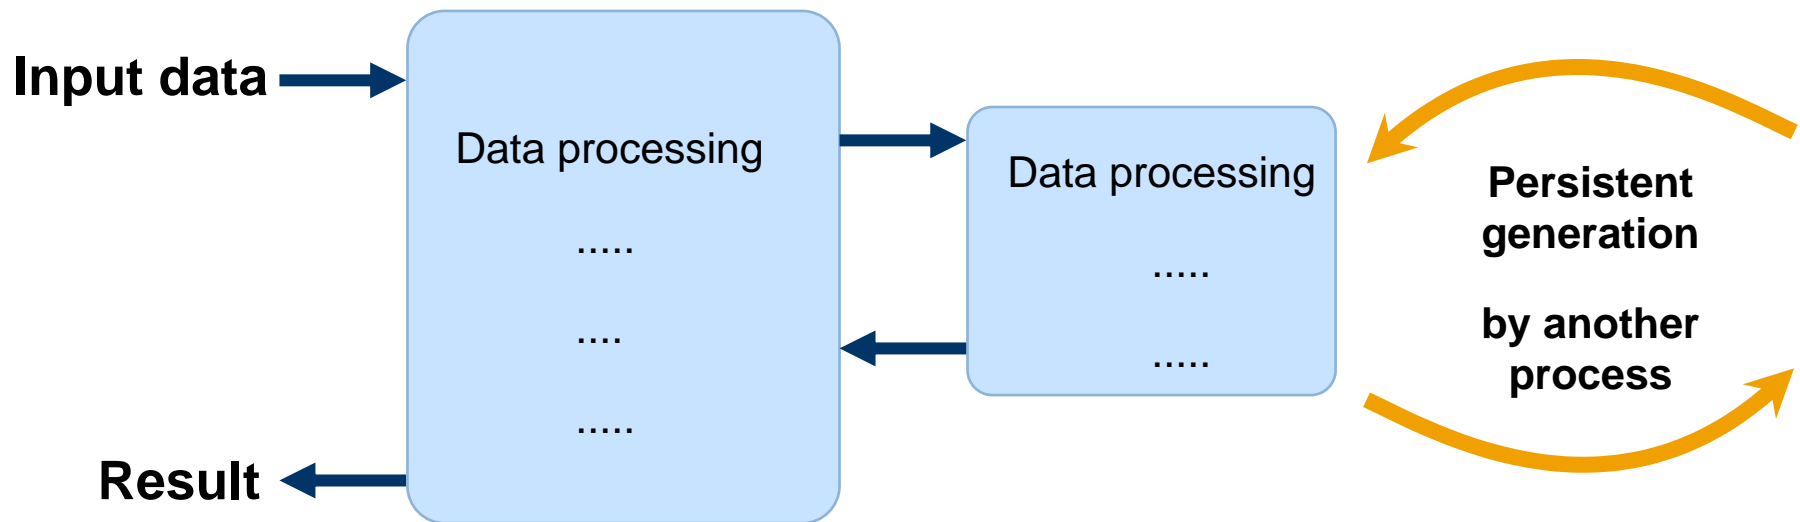 Input data
Data processing
.....
....
.....
Result
Data processing
.....
.....
Persistent
generation
by another
process